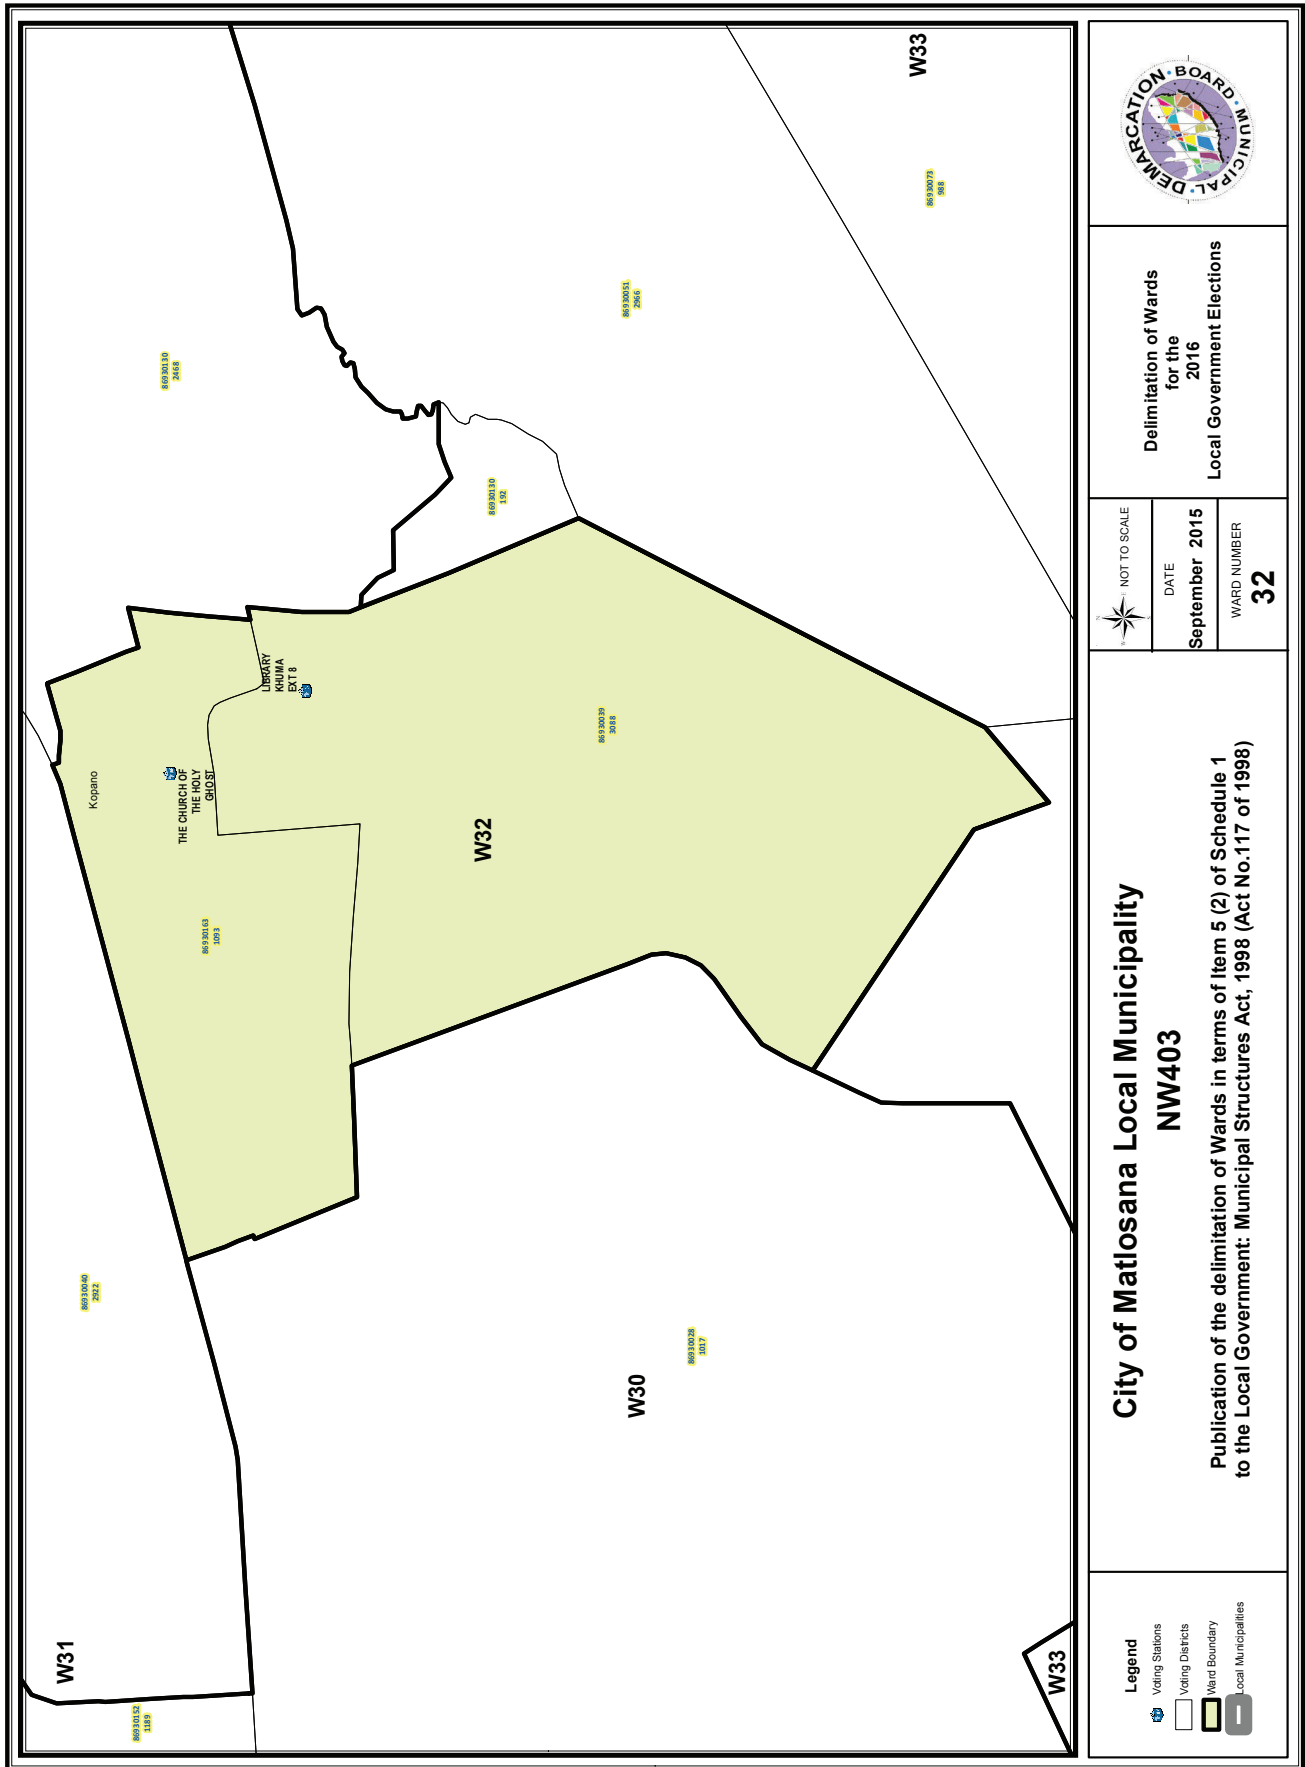 W31
W33
86930152
1189
86930040
2922
86930130
2468
Kopano
THE CHURCH OF
THE HOLY
GHOST
LIBRARY
KHUMA
EXT 8
86930163
1093
86930130
192
W32
86930039
3088
86930051
2966
86930073
988
W30
86930028
1017
W33
Legend
Voting Stations
Voting Districts
Ward Boundary
Local Municipalities
City of Matlosana Local Municipality
NW403
Publication of the delimitation of Wards in terms of Item 5 (2) of Schedule 1
to the Local Government: Municipal Structures Act, 1998 (Act No.117 of 1998)
N
W
E
S
NOT TO SCALE
DATE
September 2015
WARD NUMBER
32
Delimitation of Wards
for the
2016
Local Government Elections
MUNICIPAL • DEMARCATION • BOARD •